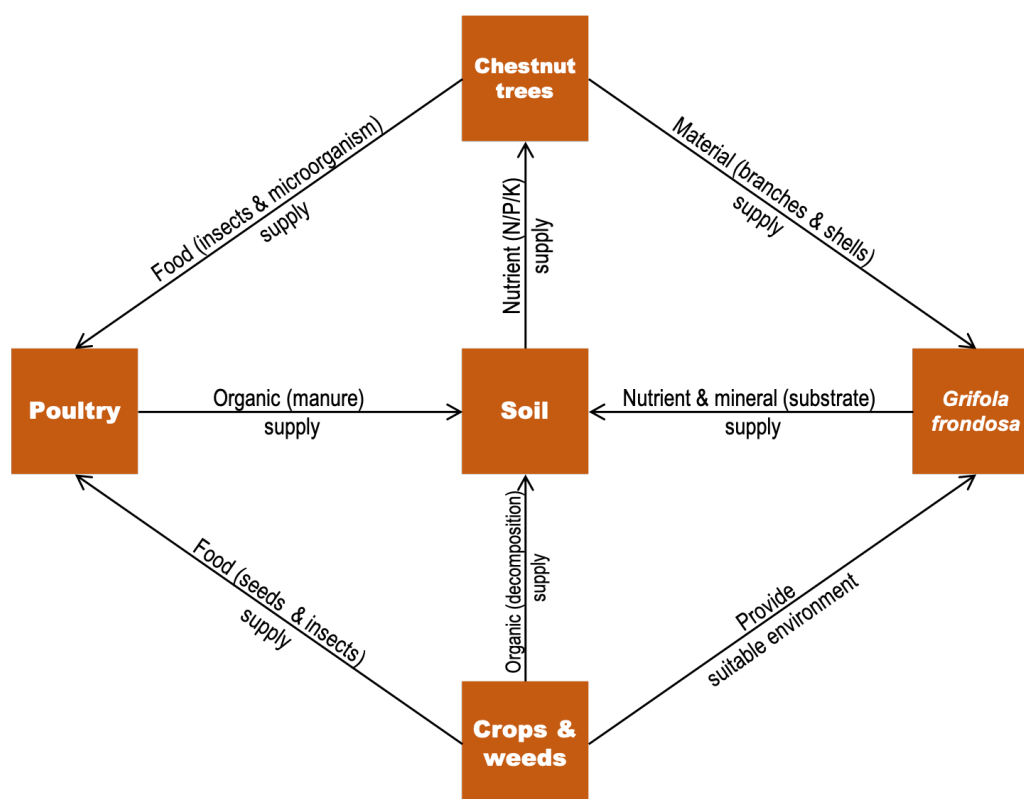 Chestnut
trees
Food (insects & microorganism)
supply
Material (branches & shells)
supply
Nutrient (N/P/K)
supply
Poultry
Organic (manure)
supply
Soil
Nutrient & mineral (substrate)
supply
Grifola
frondosa
Food (seeds & insects)
supply
Organic (decomposition)
supply
Provide
suitable environment
Crops &
weeds